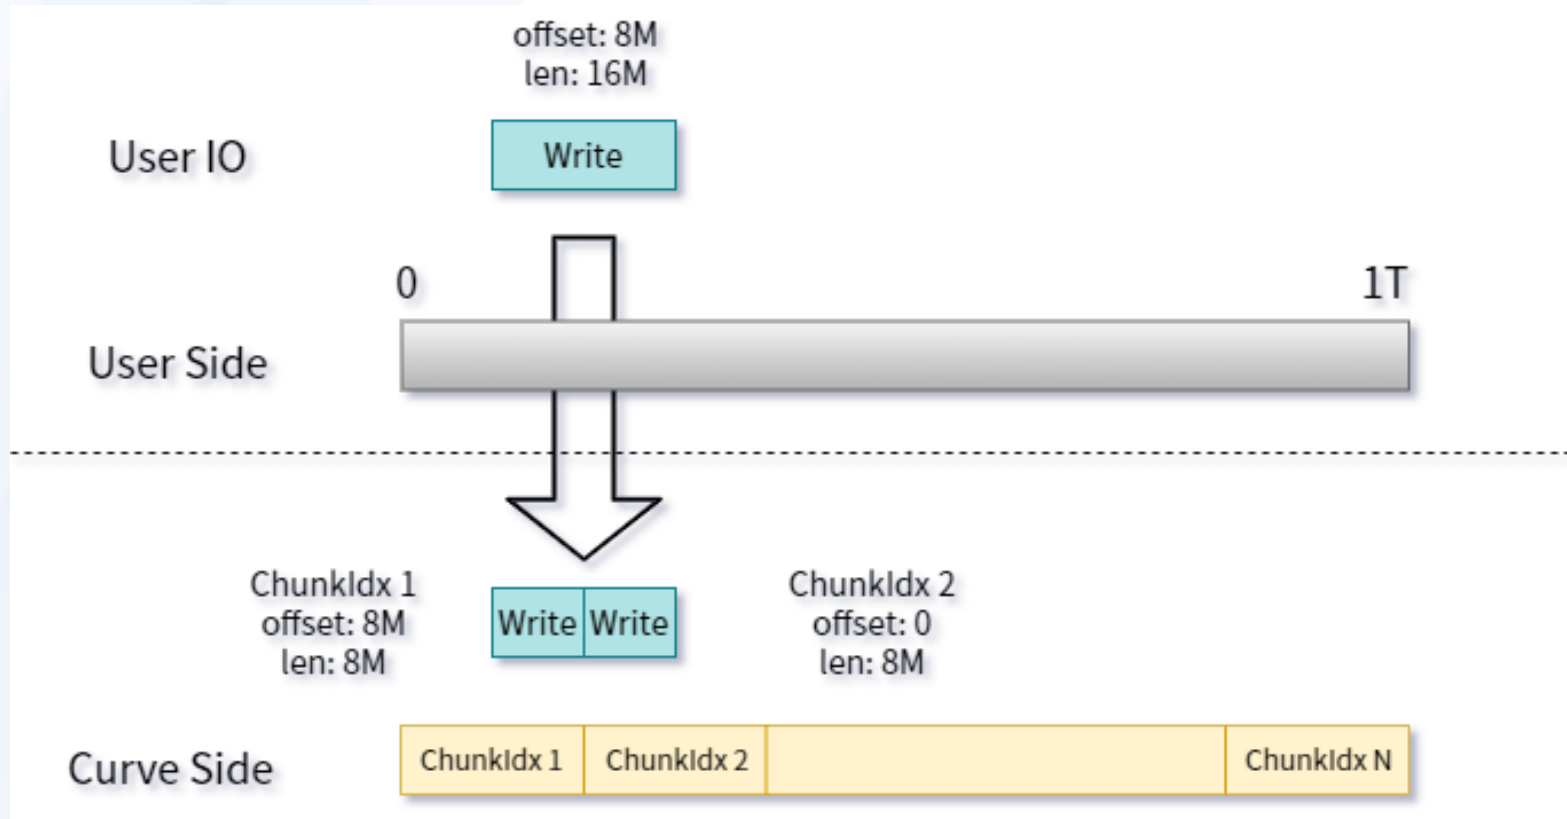 offset: 8M
len: 16M
User IO
Write
0
1T
User Side
ChunkIdx 1
offset: 8M
len: 8M
Write
Write
ChunkIdx 2
offset: 0
len: 8M
Curve Side
ChunkIdx 1
ChunkIdx 2
ChunkIdx N